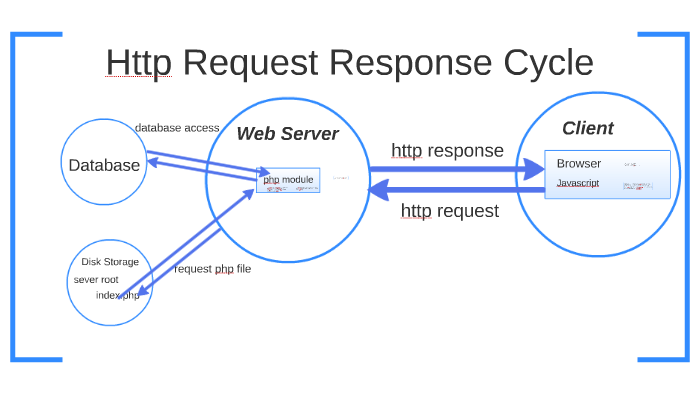 Http Request Response Cycle
database access
Web Server
Client
Database
http response
Browser
php module
Javascript
http request
Disk Storage
request php file
sever root
index.php